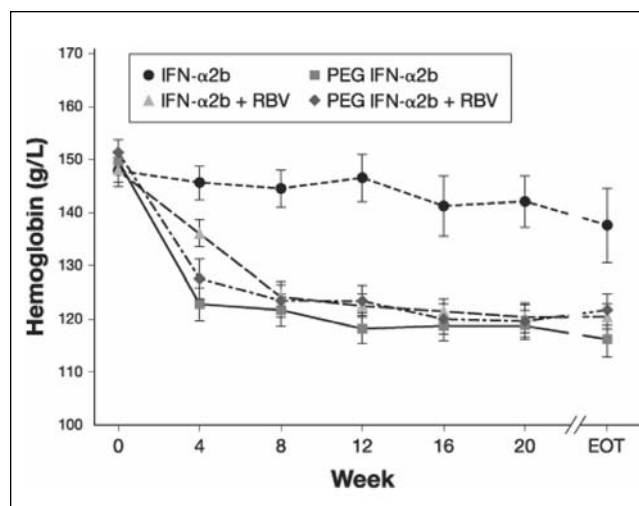 170
160
150
140
130
120
110
100
Hemoglobin (g/L)
IFN-α2b PEG IFN-α2b
IFN-α2b + RBV PEG IFN-α2b + RBV
0 4 8 12 16 20 EOT
Week